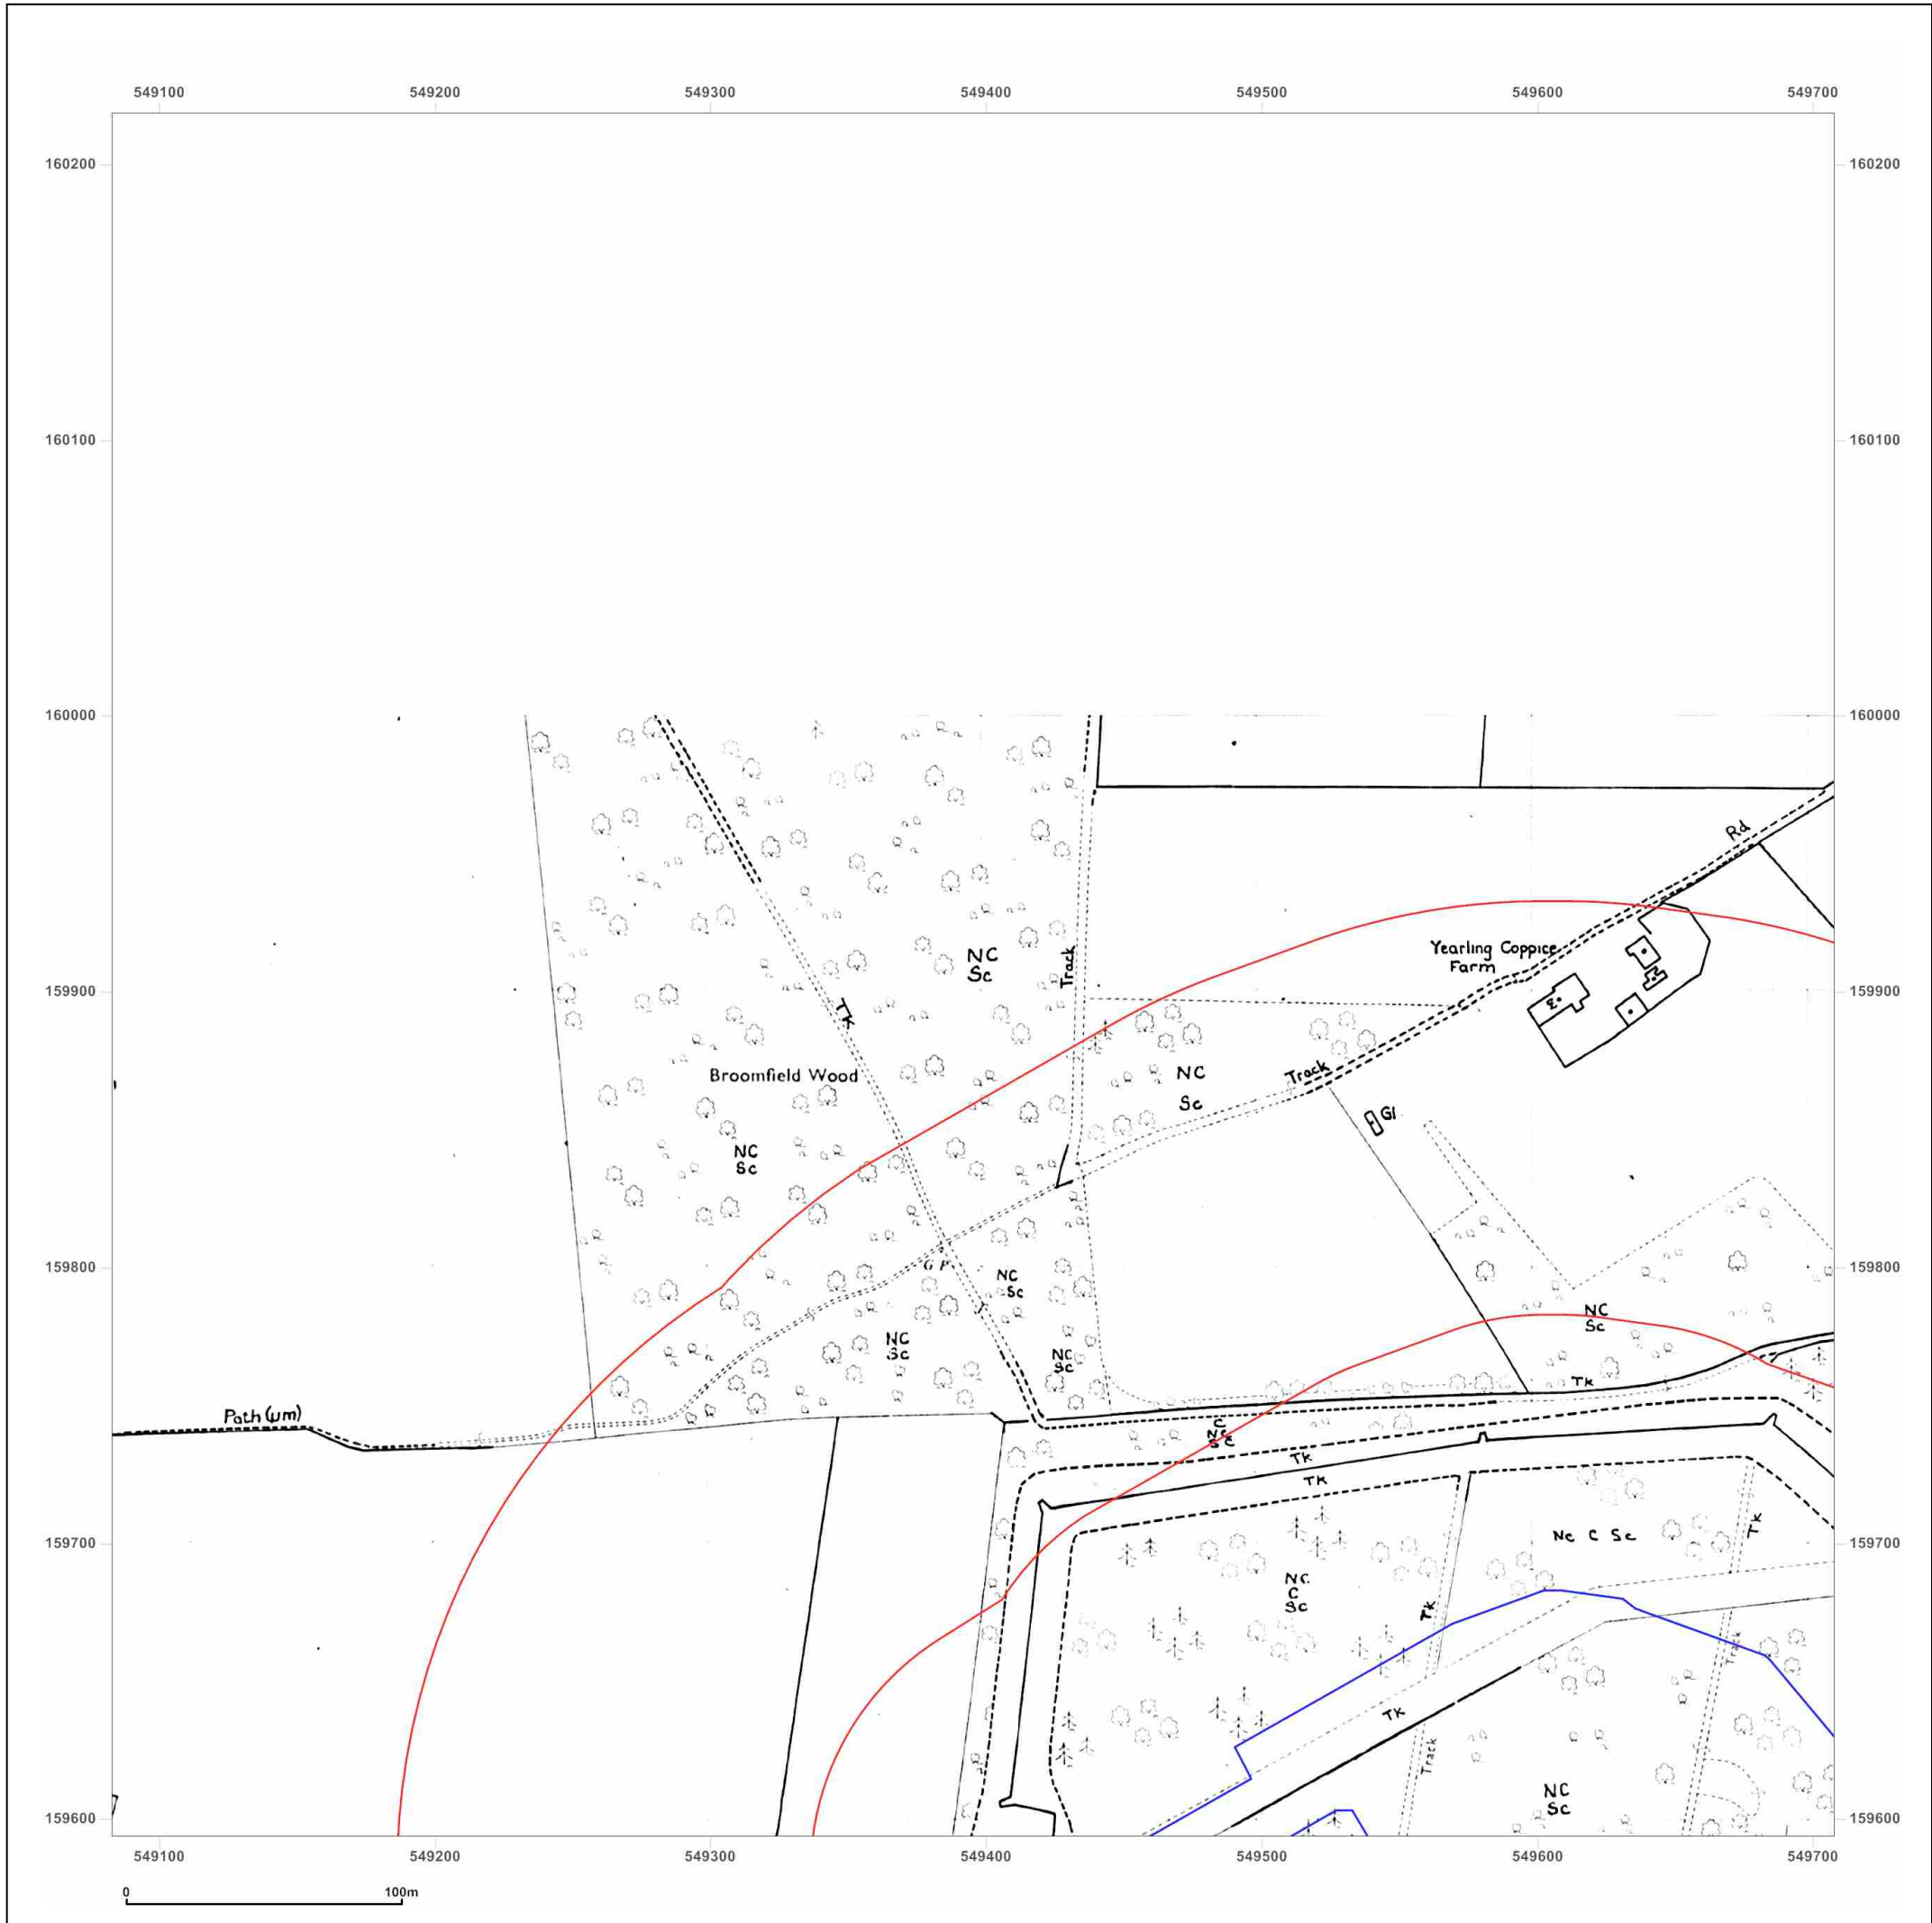 549100 549200 549300 549400 549500 549600 549700
160200 160200
160100 160100
160000 160000
Rd
Yearling Coppice
Farm
NC
Sc
Track
159900 159900
Tk
Broomfield Wood
Track
NC
Sc
Gl
NC
Sc
159800 159800
G P
NC
Sc
NC
Sc
NC
Sc
NC
Sc
Tk
Path (um)
C
NC
Sc
Tk
Tk
159700 159700
Nc C Sc
Tk
NC
C
Sc
Tk
Track
Tk
Track
NC
Sc
159600 159600
549100 549200 549300 549400 549500 549600 549700
0 100m